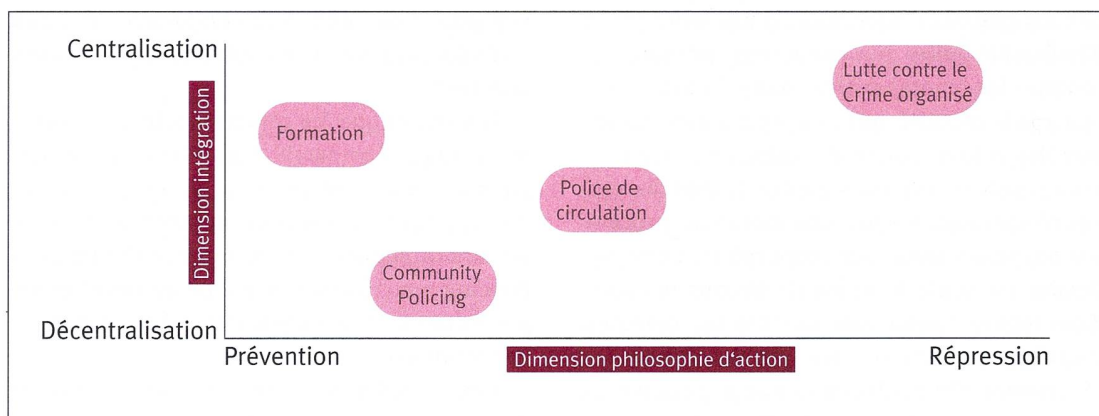 Centralisation
Dimension intégration
Décentralisation
Formation
Community
Policing
Police de
circulation
Lutte contre le
Crime organisé
Prévention
Dimension philosophie d‘action
Répression